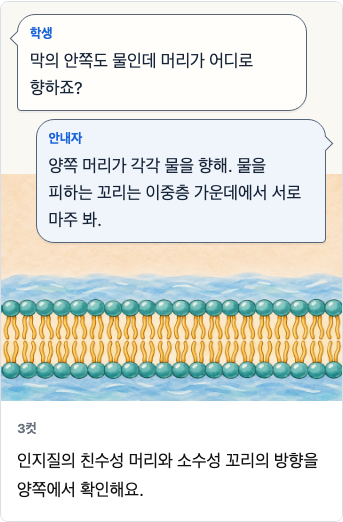 학생
막의 안쪽도 물인데 머리가 어디로
향하죠?
안내자
양쪽 머리가 각각 물을 향해. 물을
피하는 꼬리는 이중층 가운데에서 서로
마주 봐.
3컷
인지질의 친수성 머리와 소수성 꼬리의 방향을
양쪽에서 확인해요.